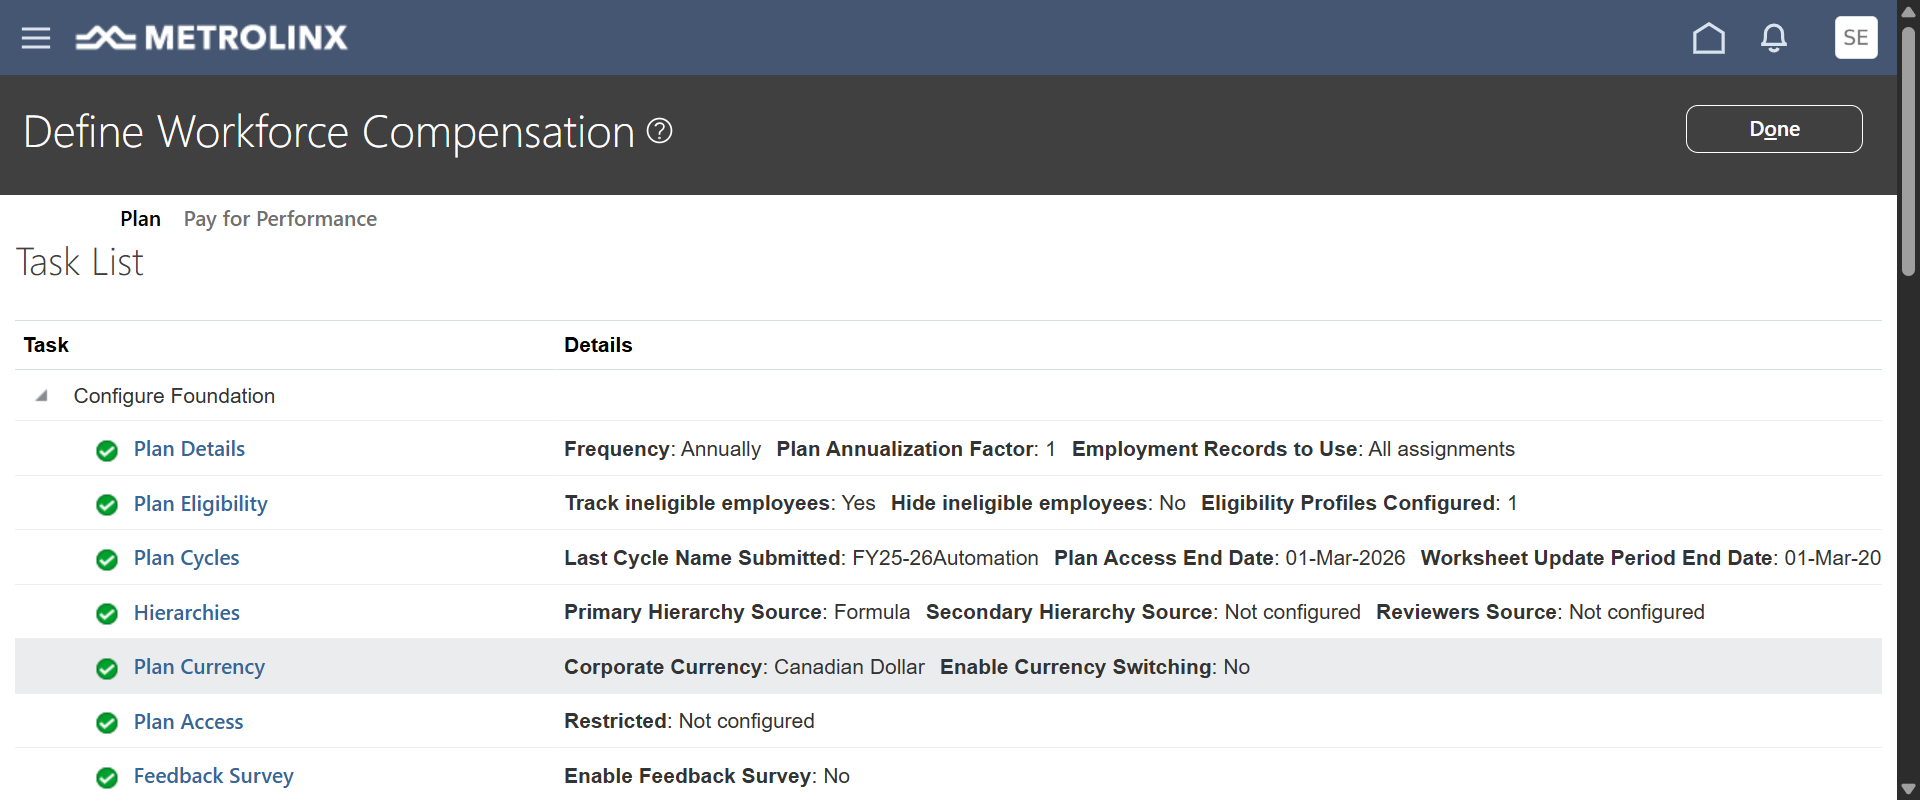 METROLINX
SE
Define Workforce Compensation ?
Done
Plan Pay for Performance
Task List
Task Details
Configure Foundation
Plan Details Frequency: Annually Plan Annualization Factor: 1 Employment Records to Use: All assignments
Plan Eligibility Track ineligible employees: Yes Hide ineligible employees: No Eligibility Profiles Configured: 1
Plan Cycles Last Cycle Name Submitted: FY25-26Automation Plan Access End Date: 01-Mar-2026 Worksheet Update Period End Date: 01-Mar-20
Hierarchies Primary Hierarchy Source: Formula Secondary Hierarchy Source: Not configured Reviewers Source: Not configured
Plan Currency Corporate Currency: Canadian Dollar Enable Currency Switching: No
Plan Access Restricted: Not configured
Feedback Survey Enable Feedback Survey: No